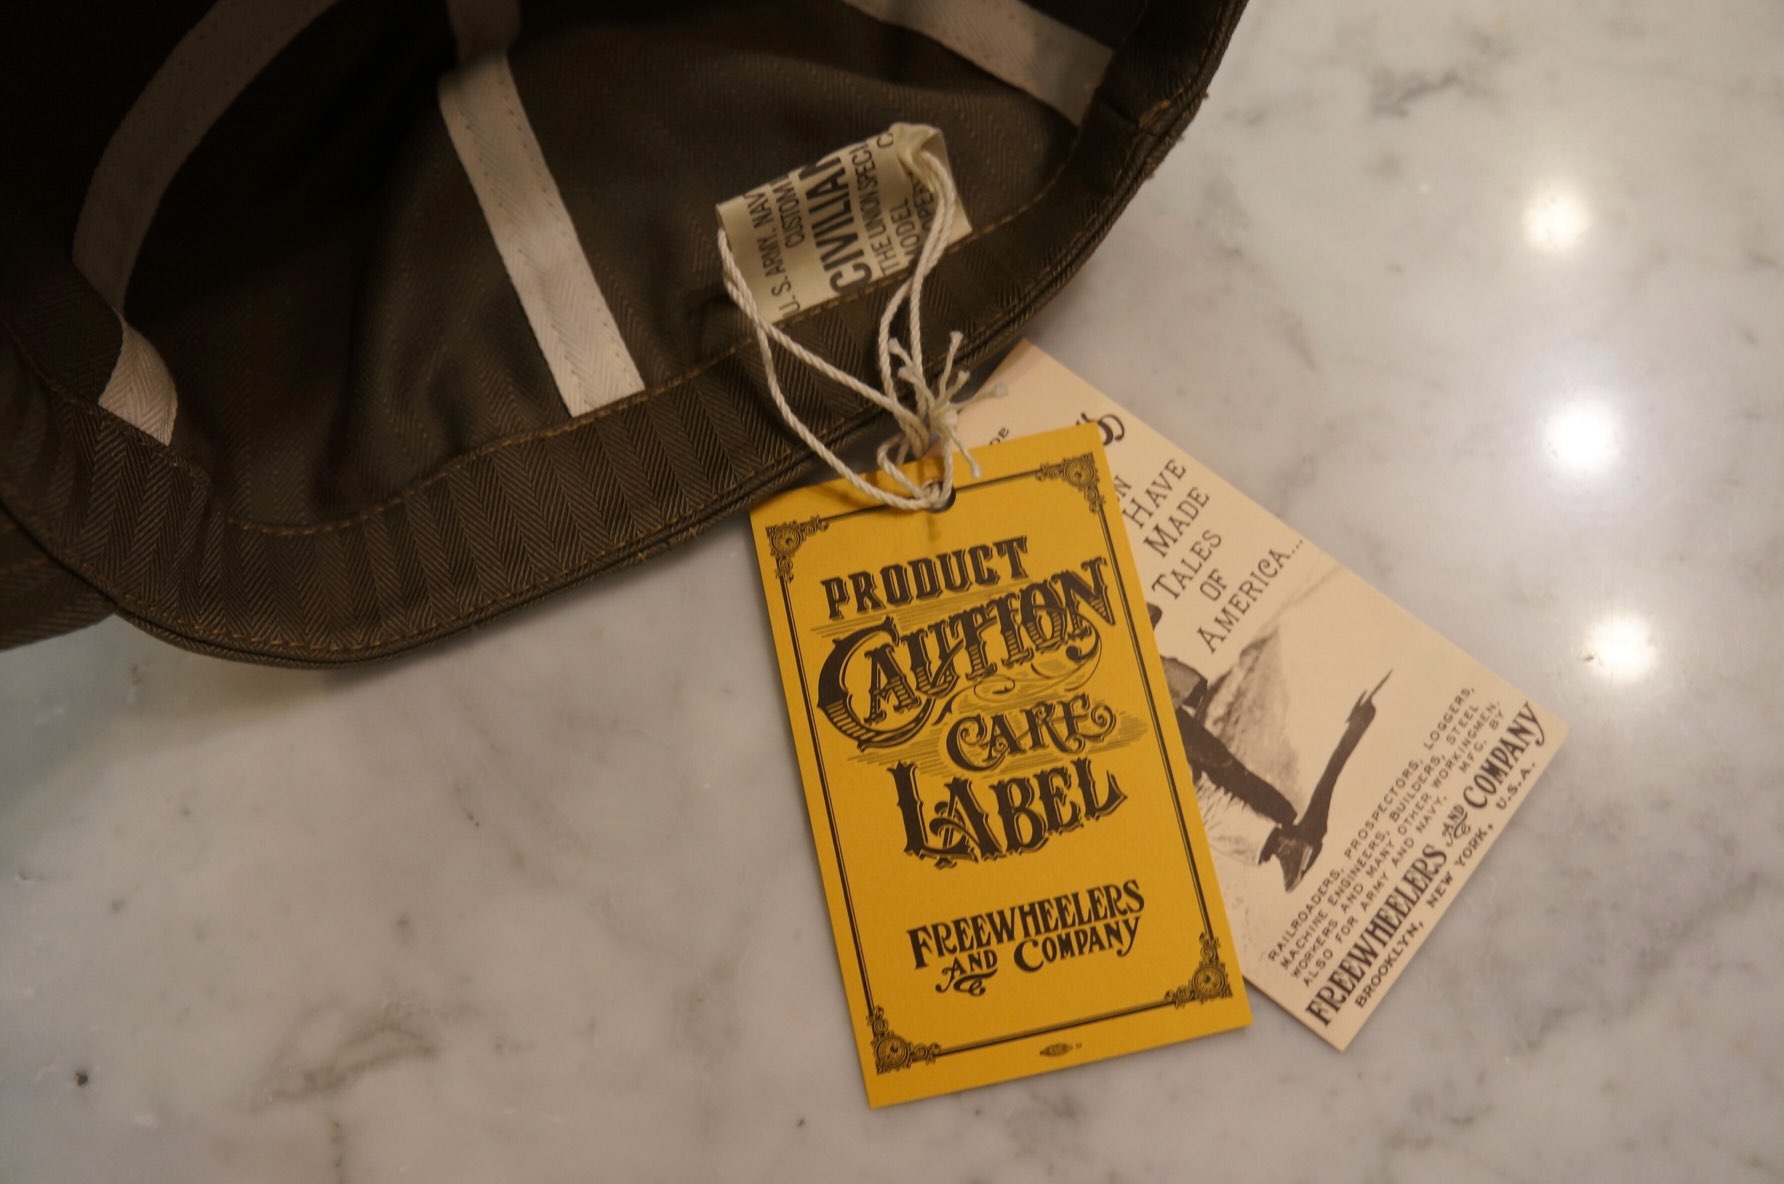 U. S. ARMY, NAV
CUSTOM
CIVILIAN
THE UNION SPECI
MODEL
PRODUCT
CAUTION
CARE
LABEL
FREEWHEELERS
AND COMPANY
HAVE
MADE
TALES
OF
AMERICA...
RAILROADERS, PROSPECTORS, LOGGERS,
MACHINE ENGINEERS, BUILDERS, STEEL
WORKERS AND MANY OTHER WORKINGMEN,
ALSO FOR ARMY AND NAVY. MFG. BY
FREEWHEELERS AND COMPANY
BROOKLYN, NEW YORK, U.S.A.